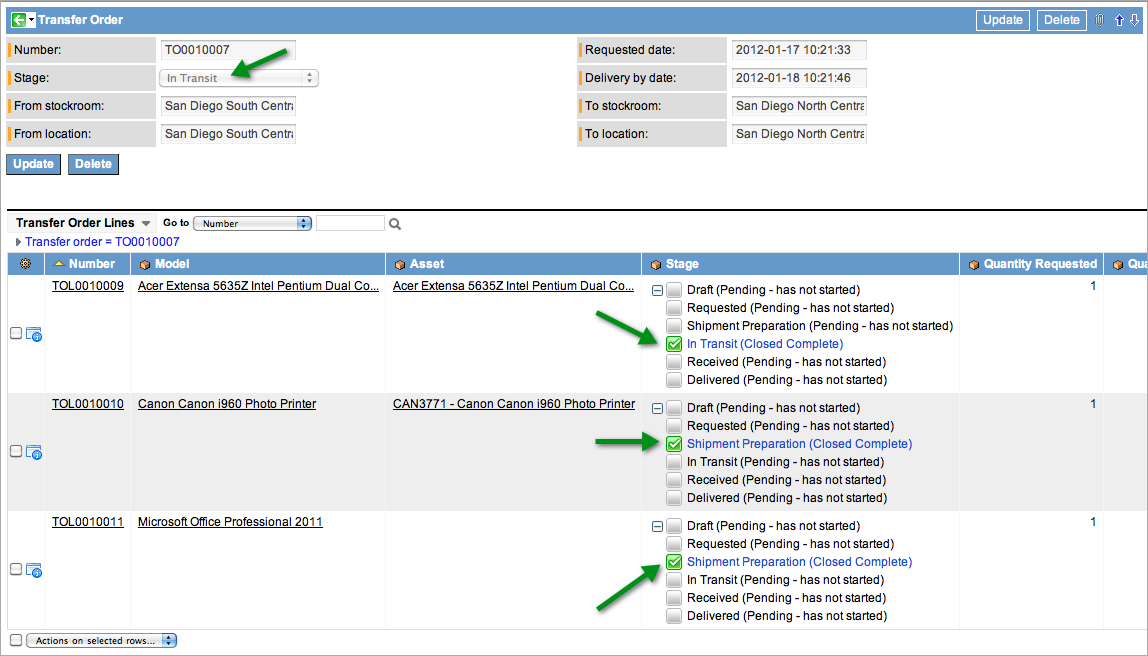 Transfer Order
Update
Delete
Number:
TO0010007
Requested date:
2012-01-17 10:21:33
Stage:
In Transit
Delivery by date:
2012-01-18 10:21:46
From stockroom:
San Diego South Centra
To stockroom:
San Diego North Centra
From location:
San Diego South Centra
To location:
San Diego North Centra
Update
Delete
Transfer Order Lines
Go to
Number
Transfer order = TO0010007
Number
Model
Asset
Stage
Quantity Requested
Qua
TOL0010009
Acer Extensa 5635Z Intel Pentium Dual Co...
Acer Extensa 5635Z Intel Pentium Dual Co...
Draft (Pending - has not started)
Requested (Pending - has not started)
Shipment Preparation (Pending - has not started)
In Transit (Closed Complete)
Received (Pending - has not started)
Delivered (Pending - has not started)
1
TOL0010010
Canon Canon i960 Photo Printer
CAN3771 - Canon Canon i960 Photo Printer
Draft (Pending - has not started)
Requested (Pending - has not started)
Shipment Preparation (Closed Complete)
In Transit (Pending - has not started)
Received (Pending - has not started)
Delivered (Pending - has not started)
1
TOL0010011
Microsoft Office Professional 2011
Draft (Pending - has not started)
Requested (Pending - has not started)
Shipment Preparation (Closed Complete)
In Transit (Pending - has not started)
Received (Pending - has not started)
Delivered (Pending - has not started)
1
Actions on selected rows...